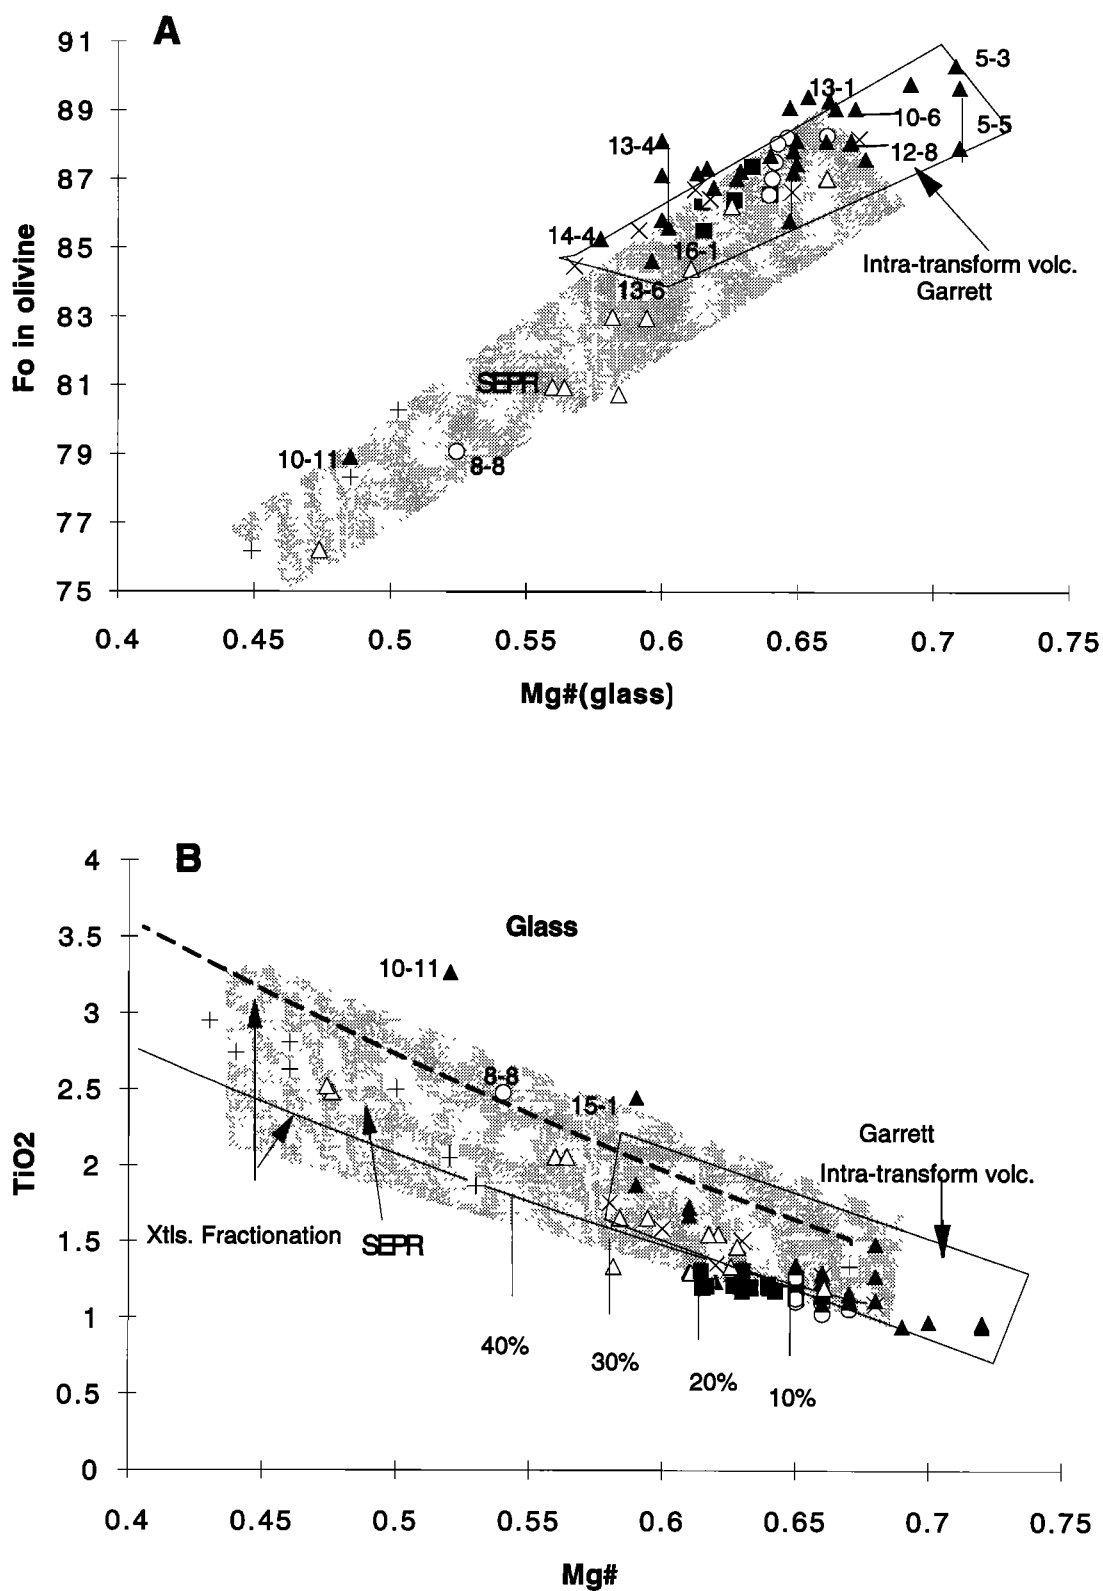 A
91
89
87
85
83
81
79
77
75
Fo in olivine
5-3
13-1
10-6
5-5
13-4
12-8
14-4
16-1
Intra-transform volc.
Garrett
13-6
SEPR
10-11
8-8
0.4 0.45 0.5 0.55 0.6 0.65 0.7 0.75
Mg#(glass)
B
4
3.5
3
2.5
2
1.5
1
0.5
0
TiO2
Glass
10-11
8-8
15-1
Garrett
Intra-transform volc.
Xtls. Fractionation
SEPR
40%
30%
20%
10%
0.4 0.45 0.5 0.55 0.6 0.65 0.7 0.75
Mg#